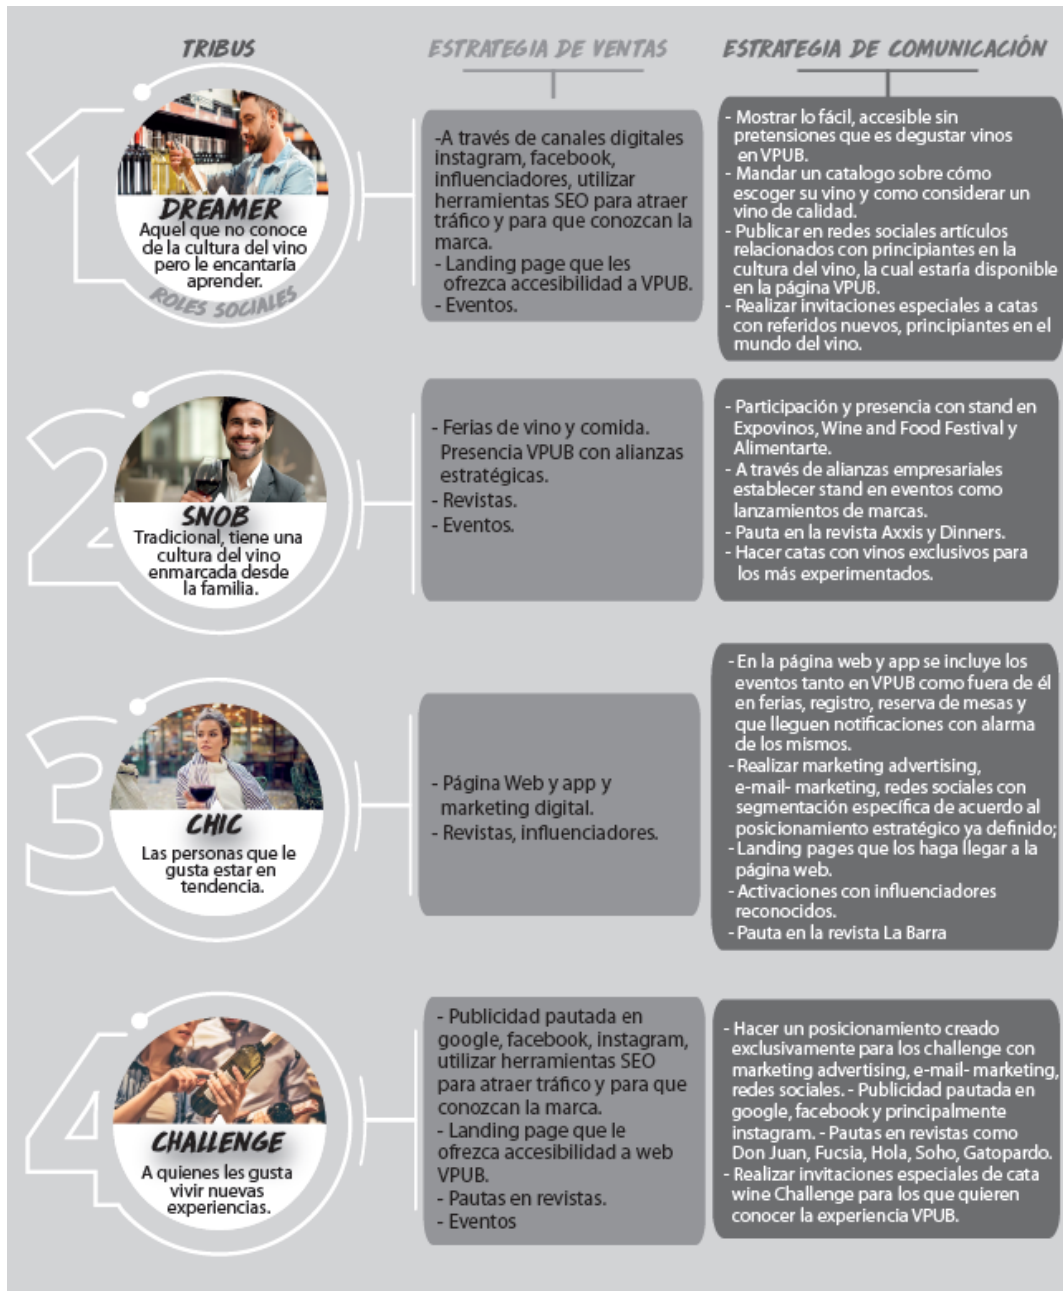 TRIBUS
ESTRATEGIA DE VENTAS
ESTRATEGIA DE COMUNICACIÓN
1
DREAMER
Aquel que no conoce
de la cultura del vino
pero le encantaría
aprender.
ROLES SOCIALES
-A través de canales digitales
instagram, facebook,
influenciadores, utilizar
herramientas SEO para atraer
tráfico y para que conozcan la
marca.
- Landing page que les
ofrezca accesibilidad a VPUB.
- Eventos.
- Mostrar lo fácil, accesible sin
pretensiones que es degustar vinos
en VPUB.
- Mandar un catalogo sobre cómo
escoger su vino y como considerar un
vino de calidad.
- Publicar en redes sociales artículos
relacionados con principiantes en la
cultura del vino, la cual estaría disponible
en la página VPUB.
- Realizar invitaciones especiales a catas
con referidos nuevos, principiantes en el
mundo del vino.
2
SNOB
Tradicional, tiene una
cultura del vino
enmarcada desde
la familia.
- Ferias de vino y comida.
Presencia VPUB con alianzas
estratégicas.
- Revistas.
- Eventos.
- Participación y presencia con stand en
Expovinos, Wine and Food Festival y
Alimentarte.
- A través de alianzas empresariales
establecer stand en eventos como
lanzamientos de marcas.
- Pauta en la revista Axxis y Dinners.
- Hacer catas con vinos exclusivos para
los más experimentados.
3
CHIC
Las personas que le
gusta estar en
tendencia.
- Página Web y app y
marketing digital.
- Revistas, influenciadores.
- En la página web y app se incluye los
eventos tanto en VPUB como fuera de él
en ferias, registro, reserva de mesas y
que lleguen notificaciones con alarma
de los mismos.
- Realizar marketing advertising,
e-mail- marketing, redes sociales con
segmentación específica de acuerdo al
posicionamiento estratégico ya definido;
- Landing pages que los haga llegar a la
página web.
- Activaciones con influenciadores
reconocidos.
- Pauta en la revista La Barra
4
CHALLENGE
A quienes les gusta
vivir nuevas
experiencias.
- Publicidad pautada en
google, facebook, instagram,
utilizar herramientas SEO
para atraer tráfico y para que
conozcan la marca.
- Landing page que le
ofrezca accesibilidad a web
VPUB.
- Pautas en revistas.
- Eventos
- Hacer un posicionamiento creado
exclusivamente para los challenge con
marketing advertising, e-mail- marketing,
redes sociales. - Publicidad pautada en
google, facebook y principalmente
instagram. - Pautas en revistas como
Don Juan, Fucsia, Hola, Soho, Gatopardo.
- Realizar invitaciones especiales de cata
wine Challenge para los que quieren
conocer la experiencia VPUB.